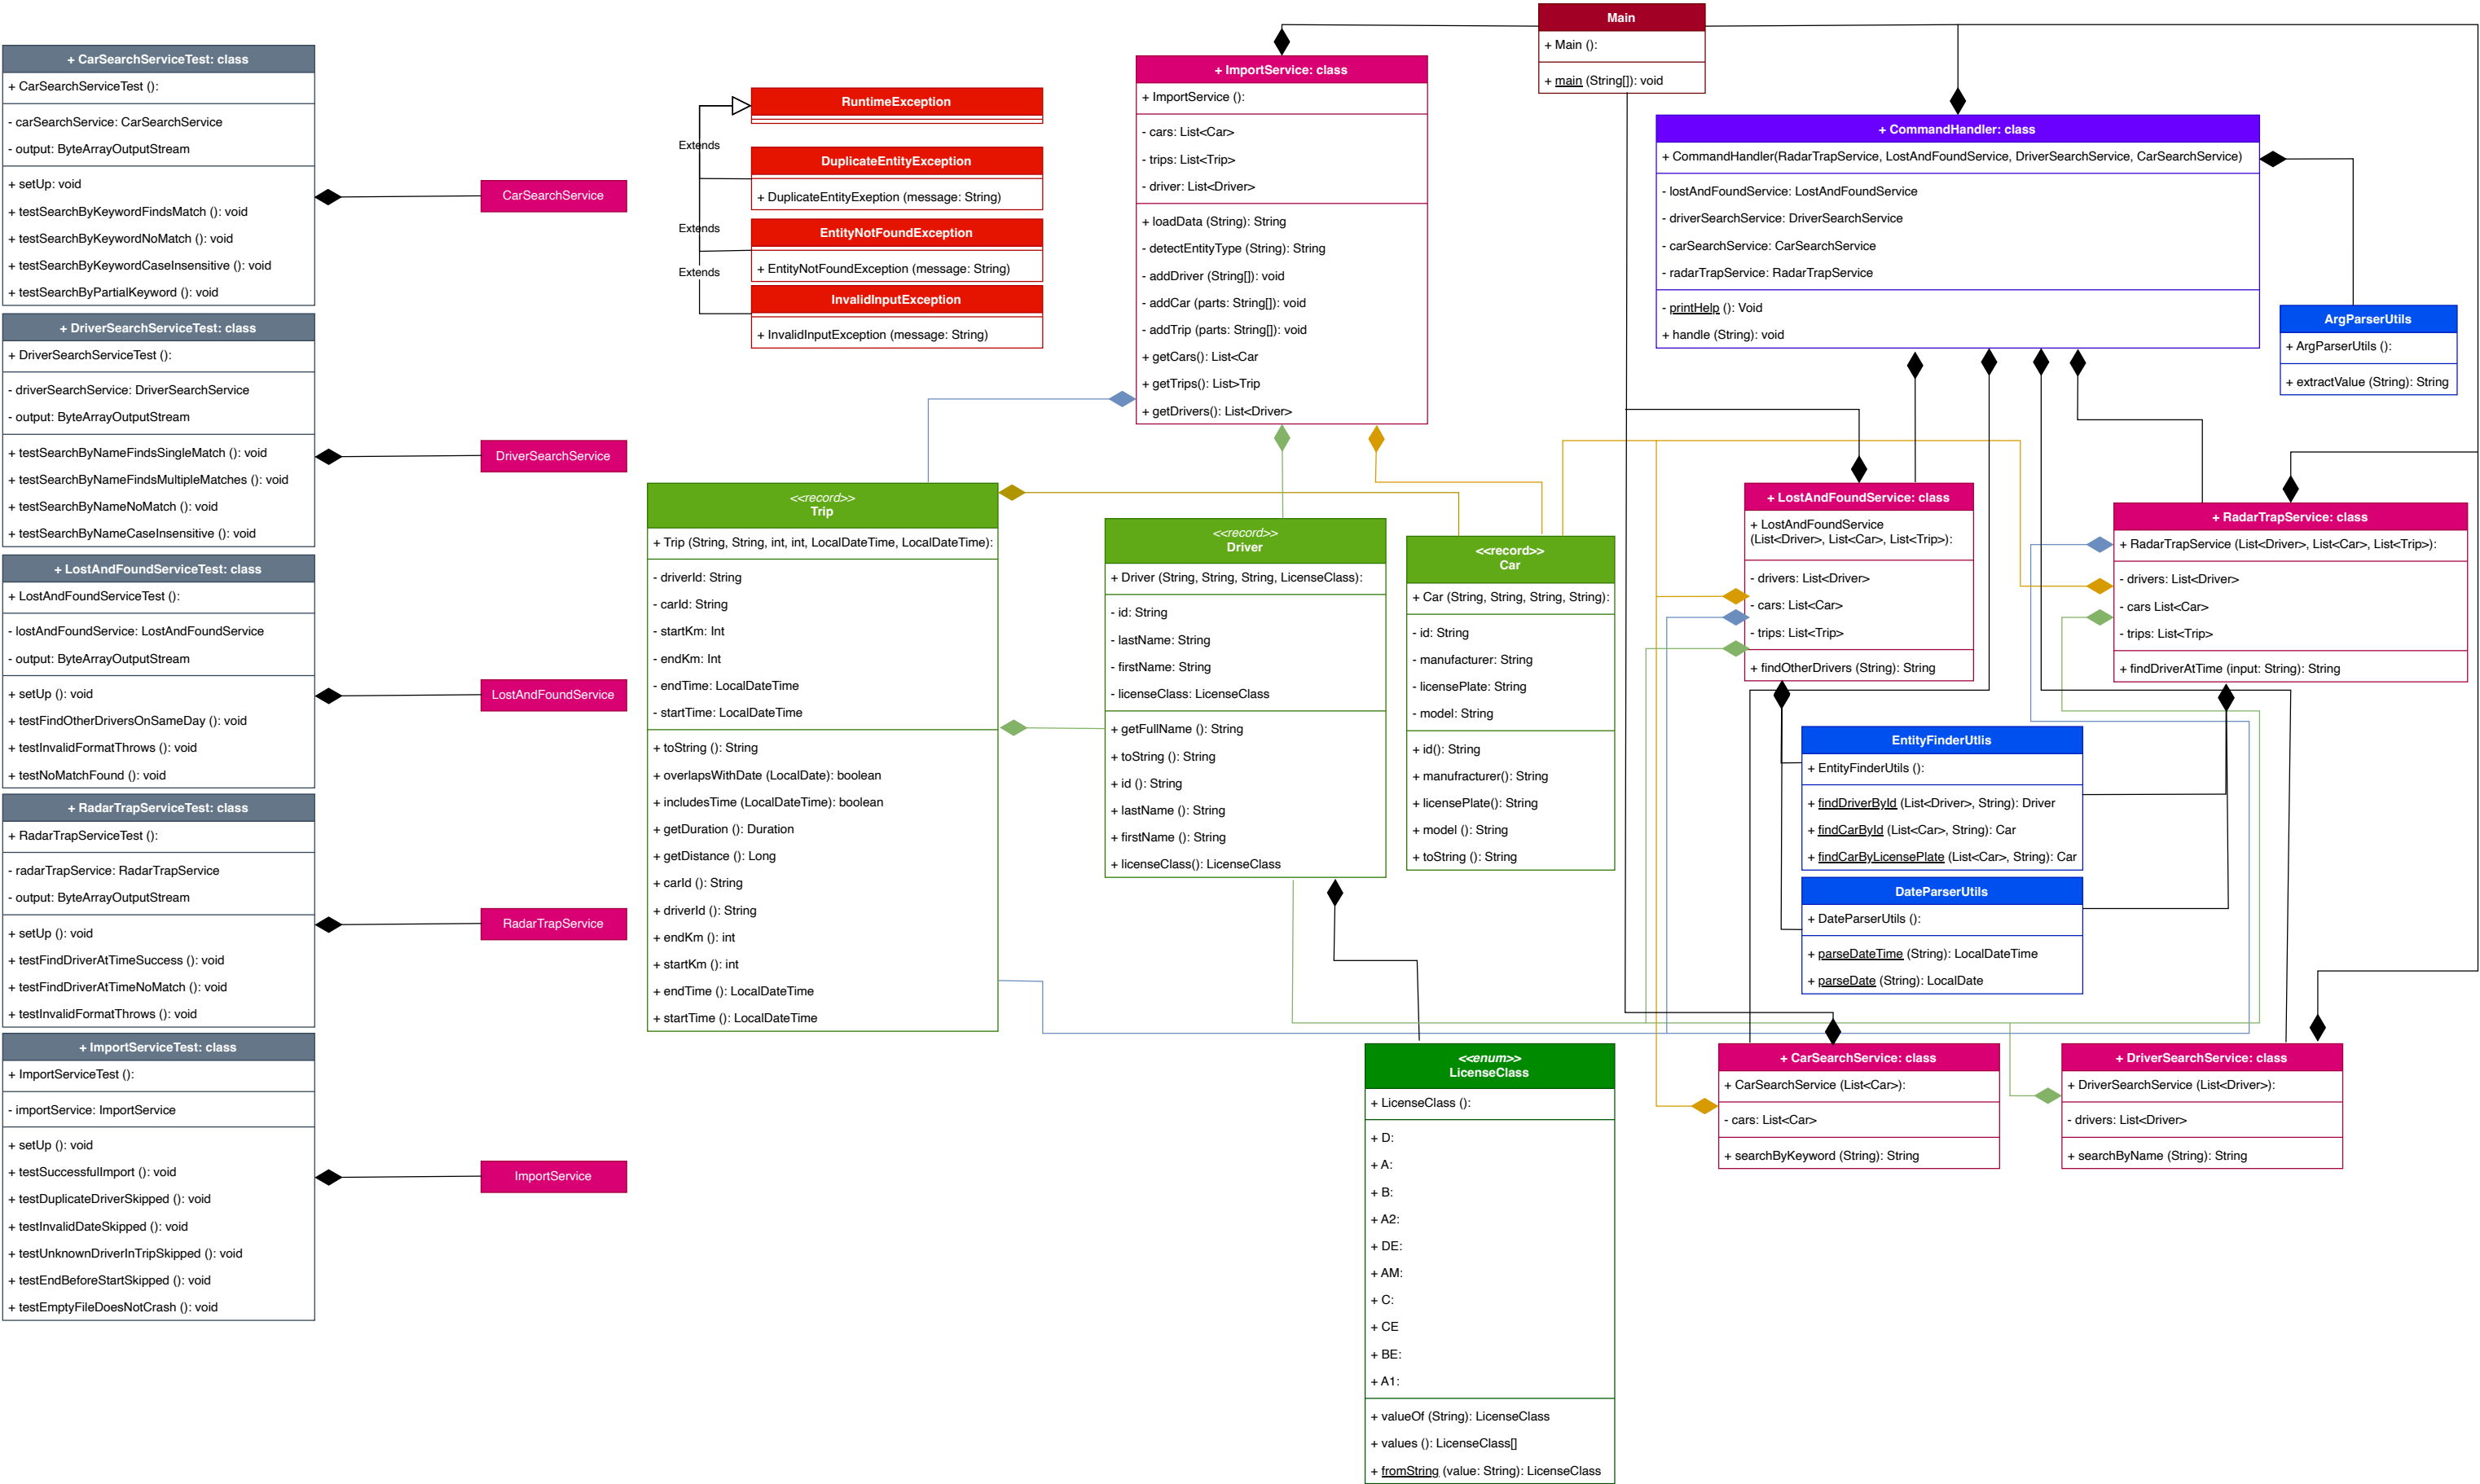 + CarSearchServiceTest: class
+ CarSearchServiceTest ():
- carSearchService: CarSearchService
- output: ByteArrayOutputStream
+ setUp: void
+ testSearchByKeywordFindsMatch (): void
+ testSearchByKeywordNoMatch (): void
+ testSearchByKeywordCaseInsensitive (): void
+ testSearchByPartialKeyword (): void
+ DriverSearchServiceTest: class
+ DriverSearchServiceTest ():
- driverSearchService: DriverSearchService
- output: ByteArrayOutputStream
+ testSearchByNameFindsSingleMatch (): void
+ testSearchByNameFindsMultipleMatches (): void
+ testSearchByNameNoMatch (): void
+ testSearchByNameCaseInsensitive (): void
+ LostAndFoundServiceTest: class
+ LostAndFoundServiceTest ():
- lostAndFoundService: LostAndFoundService
- output: ByteArrayOutputStream
+ setUp (): void
+ testFindOtherDriversOnSameDay (): void
+ testInvalidFormatThrows (): void
+ testNoMatchFound (): void
+ RadarTrapServiceTest: class
+ RadarTrapServiceTest ():
- radarTrapService: RadarTrapService
- output: ByteArrayOutputStream
+ setUp (): void
+ testFindDriverAtTimeSuccess (): void
+ testFindDriverAtTimeNoMatch (): void
+ testInvalidFormatThrows (): void
+ ImportServiceTest: class
+ ImportServiceTest ():
- importService: ImportService
+ setUp (): void
+ testSuccessfulImport (): void
+ testDuplicateDriverSkipped (): void
+ testInvalidDateSkipped (): void
+ testUnknownDriverInTripSkipped (): void
+ testEndBeforeStartSkipped (): void
+ testEmptyFileDoesNotCrash (): void
CarSearchService
DriverSearchService
LostAndFoundService
RadarTrapService
ImportService
RuntimeException
Extends
DuplicateEntityException
+ DuplicateEntityExeption (message: String)
Extends
EntityNotFoundException
+ EntityNotFoundException (message: String)
Extends
InvalidInputException
+ InvalidInputException (message: String)
+ ImportService: class
+ ImportService ():
- cars: List<Car>
- trips: List<Trip>
- driver: List<Driver>
+ loadData (String): String
- detectEntityType (String): String
- addDriver (String[]): void
- addCar (parts: String[]): void
- addTrip (parts: String[]): void
+ getCars(): List<Car
+ getTrips(): List>Trip
+ getDrivers(): List<Driver>
Main
+ Main ():
+ main (String[]): void
+ CommandHandler: class
+ CommandHandler(RadarTrapService, LostAndFoundService, DriverSearchService, CarSearchService)
- lostAndFoundService: LostAndFoundService
- driverSearchService: DriverSearchService
- carSearchService: CarSearchService
- radarTrapService: RadarTrapService
- printHelp (): Void
+ handle (String): void
ArgParserUtils
+ ArgParserUtils ():
+ extractValue (String): String
<<record>>
Trip
+ Trip (String, String, int, int, LocalDateTime, LocalDateTime):
- driverId: String
- carId: String
- startKm: Int
- endKm: Int
- endTime: LocalDateTime
- startTime: LocalDateTime
+ toString (): String
+ overlapsWithDate (LocalDate): boolean
+ includesTime (LocalDateTime): boolean
+ getDuration (): Duration
+ getDistance (): Long
+ carId (): String
+ driverId (): String
+ endKm (): int
+ startKm (): int
+ endTime (): LocalDateTime
+ startTime (): LocalDateTime
<<record>>
Driver
+ Driver (String, String, String, LicenseClass):
- id: String
- lastName: String
- firstName: String
- licenseClass: LicenseClass
+ getFullName (): String
+ toString (): String
+ id (): String
+ lastName (): String
+ firstName (): String
+ licenseClass(): LicenseClass
<<record>>
Car
+ Car (String, String, String, String):
- id: String
- manufacturer: String
- licensePlate: String
- model: String
+ id(): String
+ manufracturer(): String
+ licensePlate(): String
+ model (): String
+ toString (): String
+ LostAndFoundService: class
+ LostAndFoundService
(List<Driver>, List<Car>, List<Trip>):
- drivers: List<Driver>
- cars: List<Car>
- trips: List<Trip>
+ findOtherDrivers (String): String
+ RadarTrapService: class
+ RadarTrapService (List<Driver>, List<Car>, List<Trip>):
- drivers: List<Driver>
- cars List<Car>
- trips: List<Trip>
+ findDriverAtTime (input: String): String
EntityFinderUtlis
+ EntityFinderUtils ():
+ findDriverById (List<Driver>, String): Driver
+ findCarById (List<Car>, String): Car
+ findCarByLicensePlate (List<Car>, String): Car
DateParserUtils
+ DateParserUtils ():
+ parseDateTime (String): LocalDateTime
+ parseDate (String): LocalDate
<<enum>>
LicenseClass
+ LicenseClass ():
+ D:
+ A:
+ B:
+ A2:
+ DE:
+ AM:
+ C:
+ CE
+ BE:
+ A1:
+ valueOf (String): LicenseClass
+ values (): LicenseClass[]
+ fromString (value: String): LicenseClass
+ CarSearchService: class
+ CarSearchService (List<Car>):
- cars: List<Car>
+ searchByKeyword (String): String
+ DriverSearchService: class
+ DriverSearchService (List<Driver>):
- drivers: List<Driver>
+ searchByName (String): String